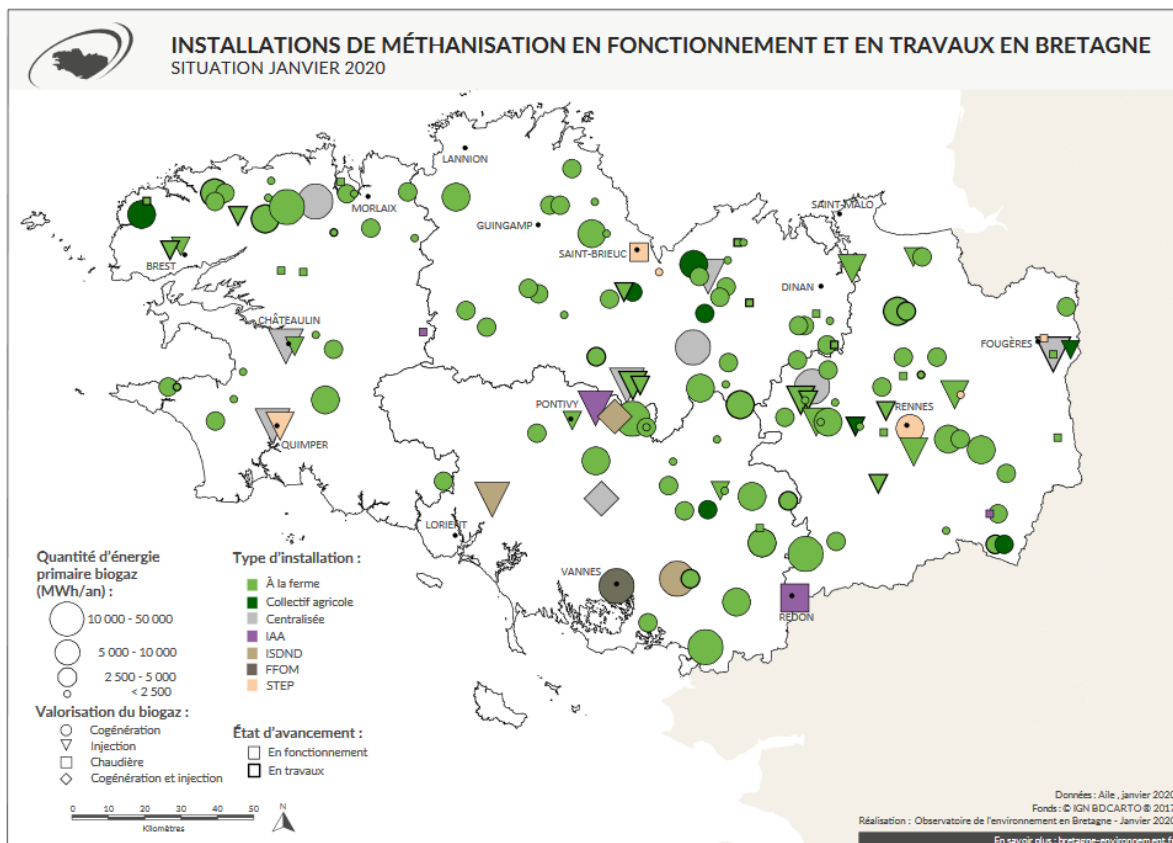 INSTALLATIONS DE MÉTHANISATION EN FONCTIONNEMENT ET EN TRAVAUX EN BRETAGNE
SITUATION JANVIER 2020
LANNION
MORLAIX
SAINT-MALO
GUINGAMP
SAINT-BRIEUC
BREST
DINAN
CHÂTEAULIN
FOUGÈRES
PONTIVY
RENNES
QUIMPER
LORIENT
VANNES
REDON
Quantité d'énergie
primaire biogaz
(MWh/an) :
10 000 - 50 000
5 000 - 10 000
2 500 - 5 000
< 2 500
Valorisation du biogaz :
Cogénération
Injection
Chaudière
Cogénération et injection
Type d'installation :
À la ferme
Collectif agricole
Centralisée
IAA
ISDND
FFOM
STEP
État d'avancement :
En fonctionnement
En travaux
0 10 20 30 40 50
Kilomètres
N
Données : Aile , janvier 2020
Fonds : © IGN BDCARTO ® 2017
Réalisation : Observatoire de l'environnement en Bretagne - Janvier 2020
En savoir plus : bretagne-environnement.f